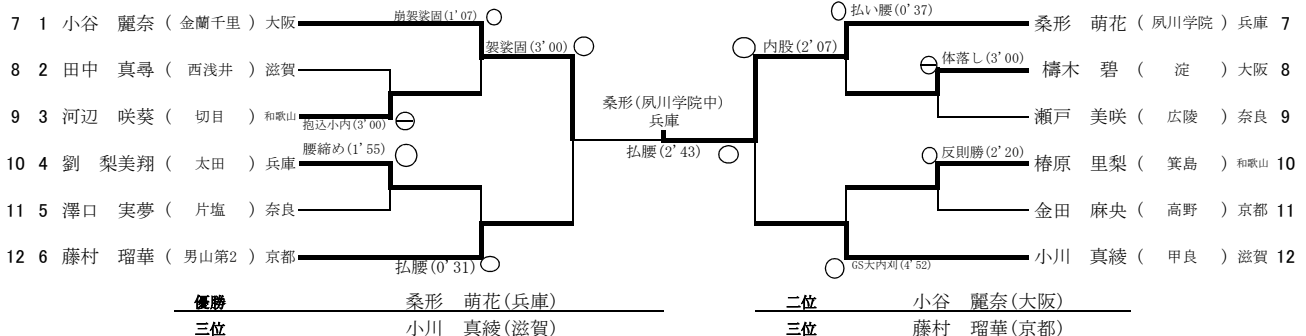 7 1 小谷 麗奈 ( 金蘭千里 ) 大阪
崩袈裟固(1'07)
払い腰(0'37)
桑形 萌花 ( 夙川学院 ) 兵庫 7
袈裟固(3'00)
内股(2'07)
8 2 田中 真尋 ( 西浅井 ) 滋賀
体落し(3'00)
檮木 碧 ( 淀 ) 大阪 8
桑形(夙川学院中)
兵庫
9 3 河辺 咲葵 ( 切目 ) 和歌山
抱込小内(3'00)
瀬戸 美咲 ( 広陵 ) 奈良 9
腰締め(1'55)
払腰(2'43)
反則勝(2'20)
10 4 劉 梨美翔 ( 太田 ) 兵庫
椿原 里梨 ( 箕島 ) 和歌山 10
11 5 澤口 実夢 ( 片塩 ) 奈良
金田 麻央 ( 高野 ) 京都 11
12 6 藤村 瑠華 ( 男山第2 ) 京都
払腰(0'31)
GS大内刈(4'52)
小川 真綾 ( 甲良 ) 滋賀 12
優勝 桑形 萌花(兵庫)
二位 小谷 麗奈(大阪)
三位 小川 真綾(滋賀)
三位 藤村 瑠華(京都)